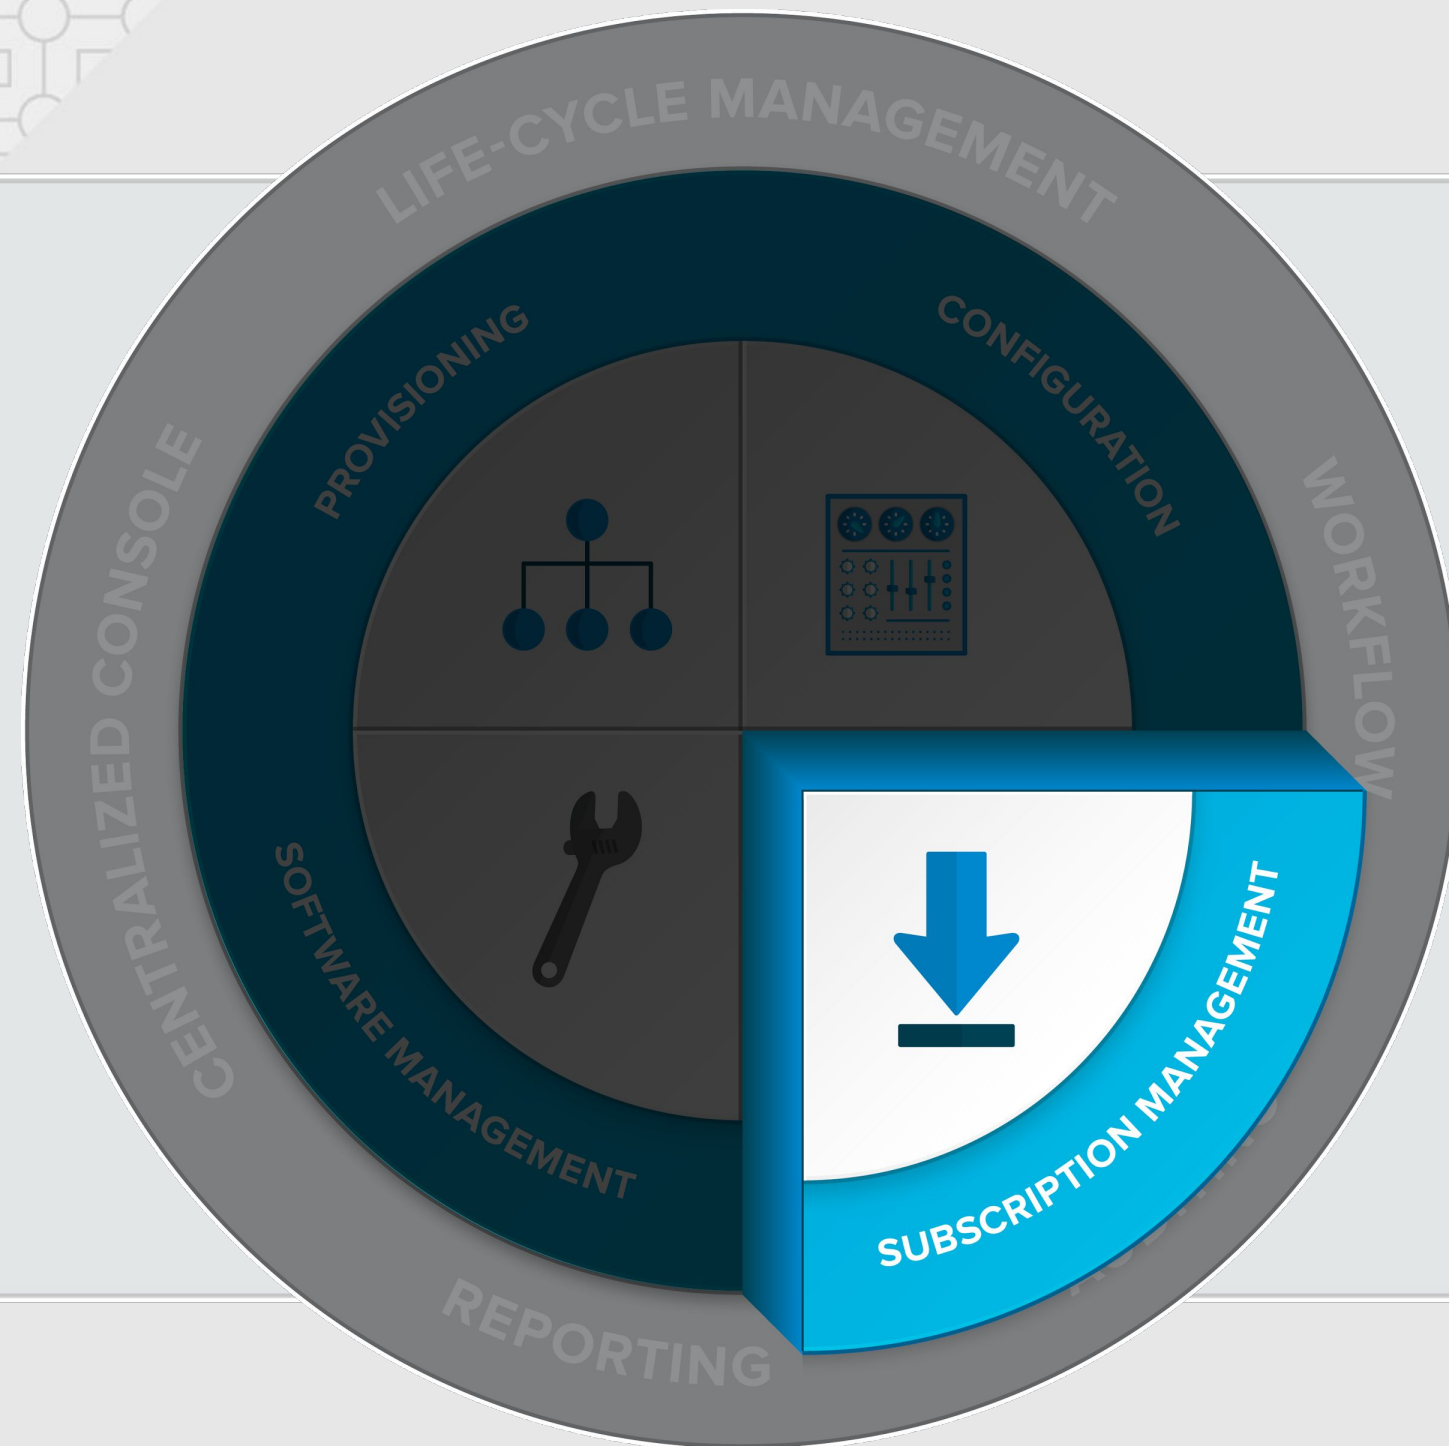 LIFE-CYCLE MANAGEMENT
PROVISIONING
CONFIGURATION
CENTRALIZED CONSOLE
WORKFLOW
SOFTWARE MANAGEMENT
SUBSCRIPTION MANAGEMENT
REPORTING